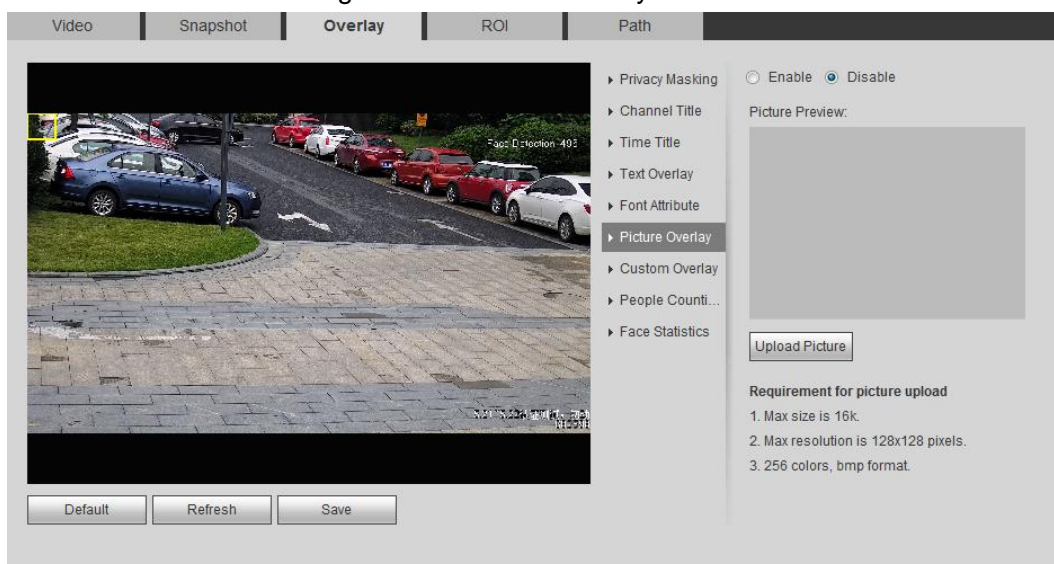 Video
Snapshot
Overlay
ROI
Path
Face Detection
Privacy Masking
Channel Title
Time Title
Text Overlay
Font Attribute
Picture Overlay
Custom Overlay
People Counti...
Face Statistics
Enable
Disable
Picture Preview:
Upload Picture
Requirement for picture upload
1. Max size is 16k.
2. Max resolution is 128x128 pixels.
3. 256 colors, bmp format.
Default
Refresh
Save